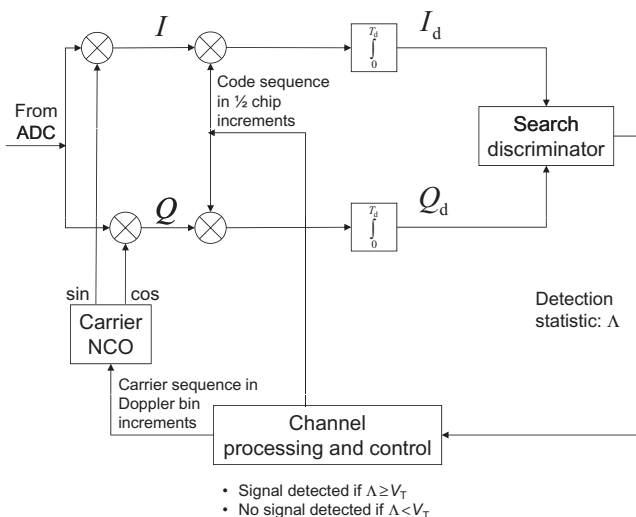 I
Q
T_d
∫
0
I_d
Code sequence
in ½ chip
increments
From
ADC
Search
discriminator
T_d
∫
0
Q_d
sin
cos
Carrier
NCO
Detection
statistic: Λ
Carrier sequence in
Doppler bin
increments
Channel
processing and control
• Signal detected if Λ≥V_T
• No signal detected if Λ<V_T